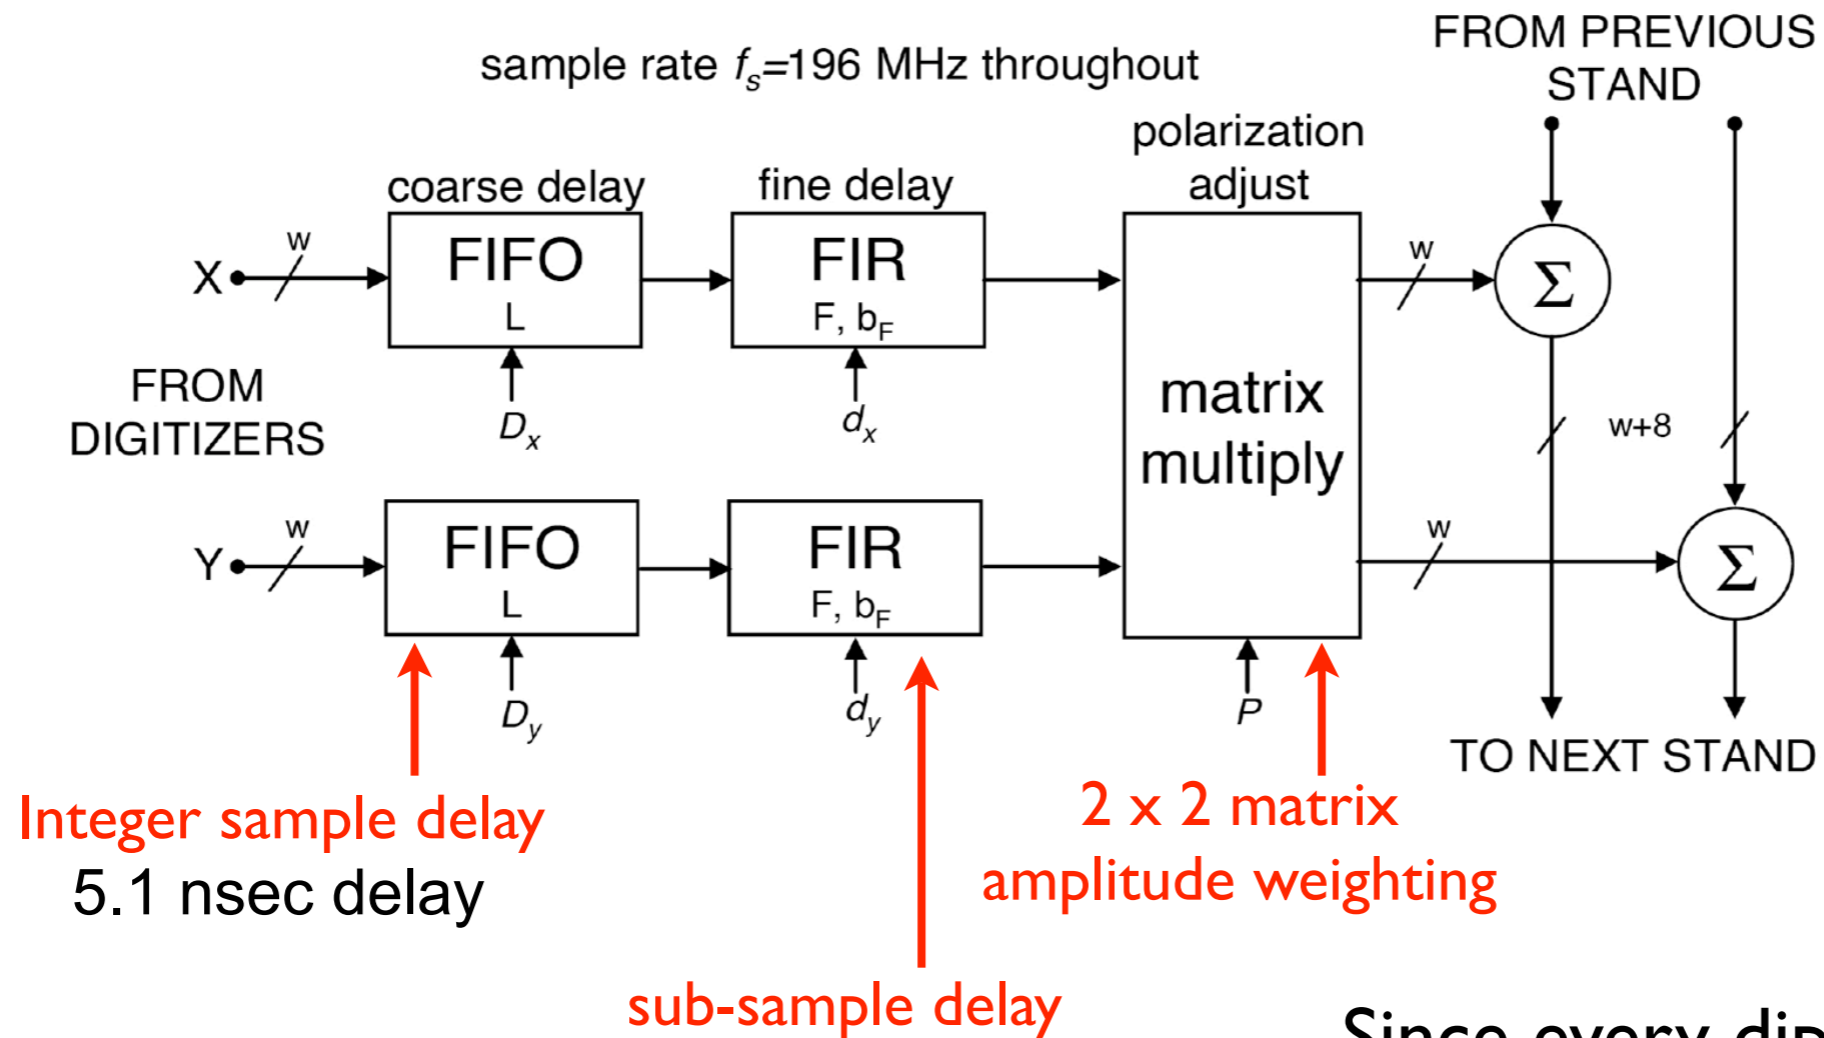 FROM PREVIOUS
STAND
sample rate fs=196 MHz throughout
polarization
adjust
coarse delay
fine delay
w
X
FIFO
L
FIR
F, bF
w
Σ
FROM
DIGITIZERS
Dx
dx
matrix
multiply
w+8
w
Y
FIFO
L
FIR
F, bF
w
Σ
Dy
dy
P
TO NEXT STAND
Integer sample delay
5.1 nsec delay
2 x 2 matrix
amplitude weighting
sub-sample delay
Since every